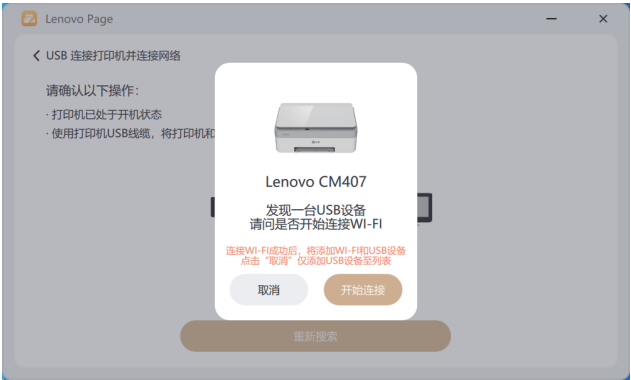 Lenovo Page
USB 连接打印机并连接网络
请确认以下操作：
· 打印机已处于开机状态
· 使用打印机USB线缆，将打印机和
Lenovo CM407
发现一台USB设备
请问是否开始连接WI-FI
连接WI-FI成功后，将添加WI-FI和USB设备
点击“取消”仅添加USB设备至列表
取消
开始连接
重新搜索